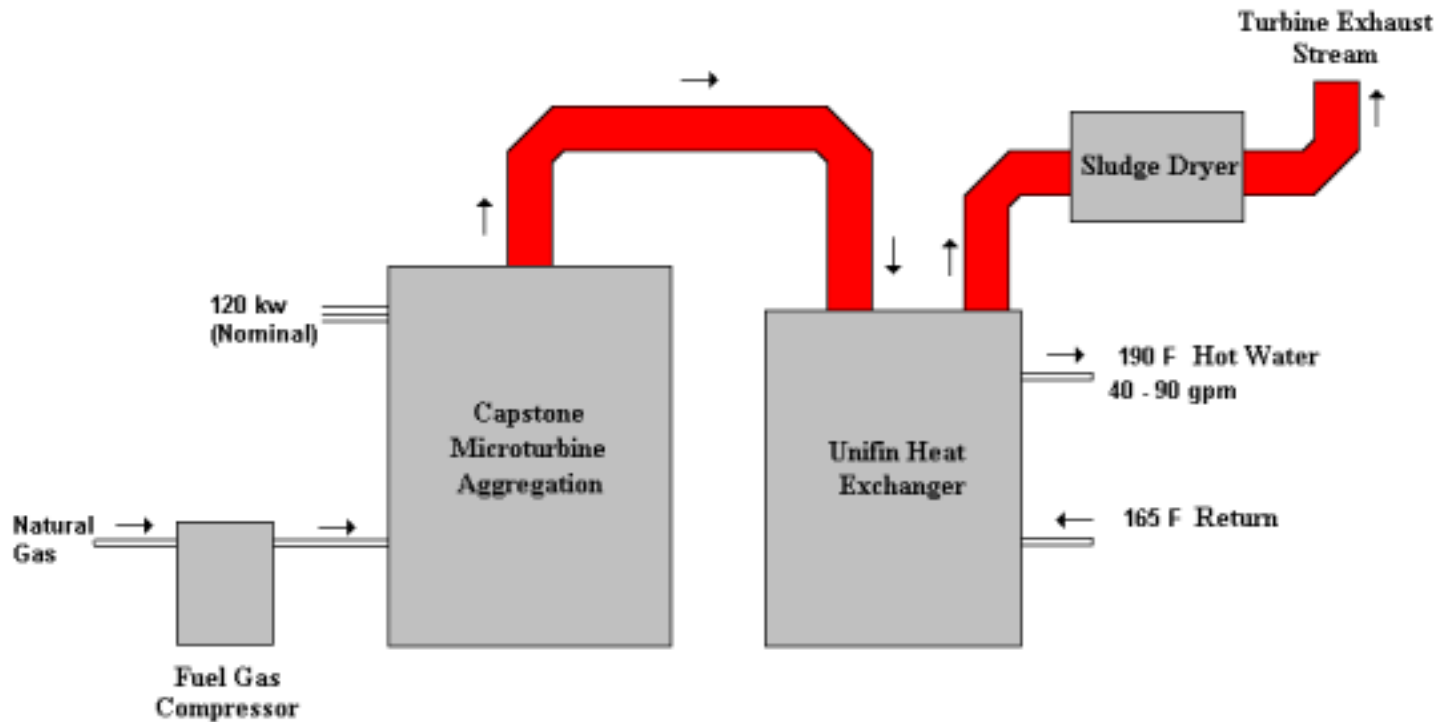 Turbine Exhaust
Stream
Sludge Dryer
120 kw
(Nominal)
190 F Hot Water
40 - 90 gpm
Capstone
Microturbine
Aggregation
Unifin Heat
Exchanger
Natural
Gas
165 F Return
Fuel Gas
Compressor